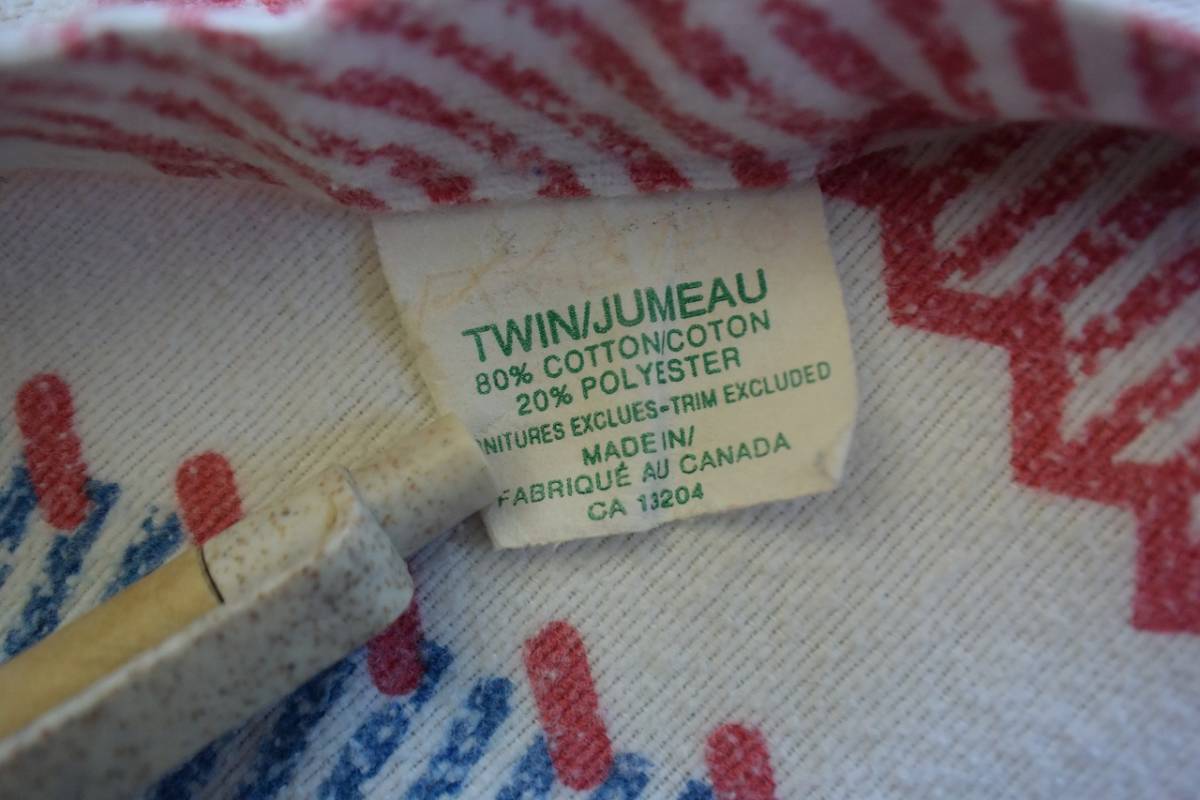 TWIN/JUMEAU
80% COTTON/COTON
20% POLYESTER
NITURES EXCLUES-TRIM EXCLUDED
MADE IN/
FABRIQUÉ AU CANADA
CA 13204